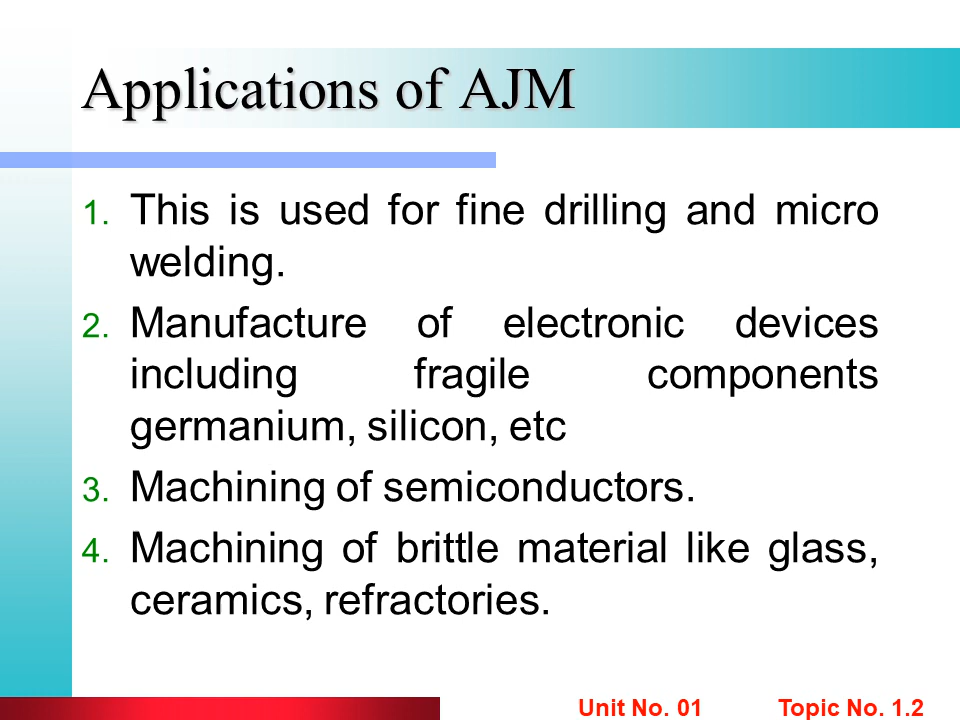 Applications of AJM
1. This is used for fine drilling and micro
welding.
2. Manufacture of electronic devices
including fragile components
germanium, silicon, etc
3. Machining of semiconductors.
4. Machining of brittle material like glass,
ceramics, refractories.
Unit No. 01 Topic No. 1.2